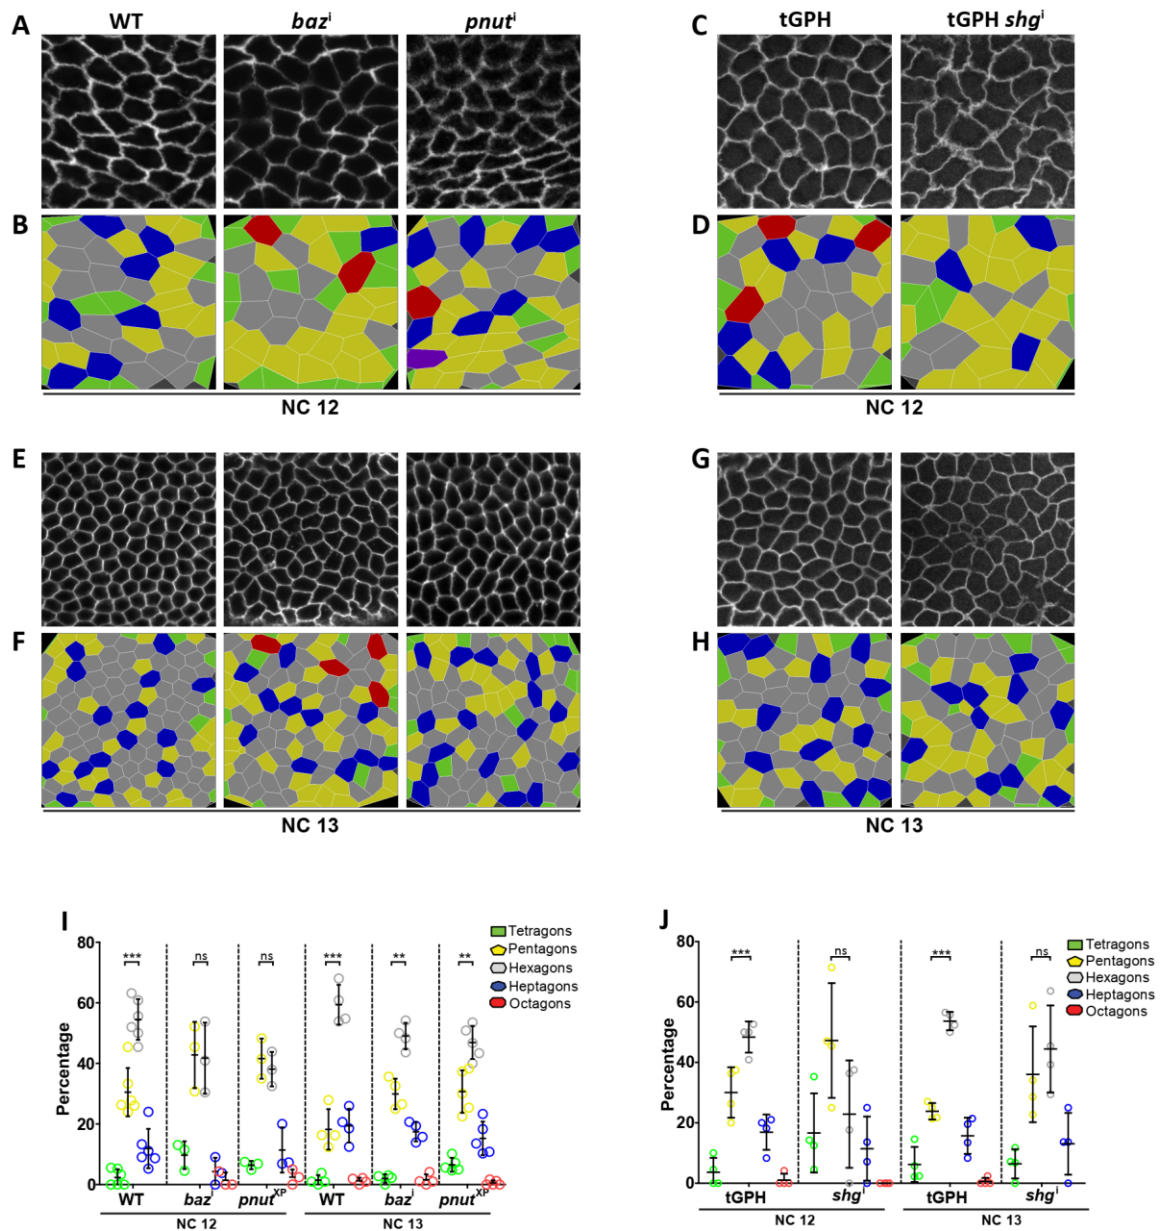 A WT baz^i pnut^i C tGPH tGPH shg^i
B D
NC 12 NC 12
E G
F H
NC 13 NC 13
I
80
60
40
20
0
Percentage
*** ns ns *** ** **
Tetragons
Pentagons
Hexagons
Heptagons
Octagons
WT baz^i pnut^XP WT baz^i pnut^XP
NC 12 NC 13
J
80
60
40
20
0
Percentage
*** ns *** ns
Tetragons
Pentagons
Hexagons
Heptagons
Octagons
tGPH shg^i tGPH shg^i
NC 12 NC 13